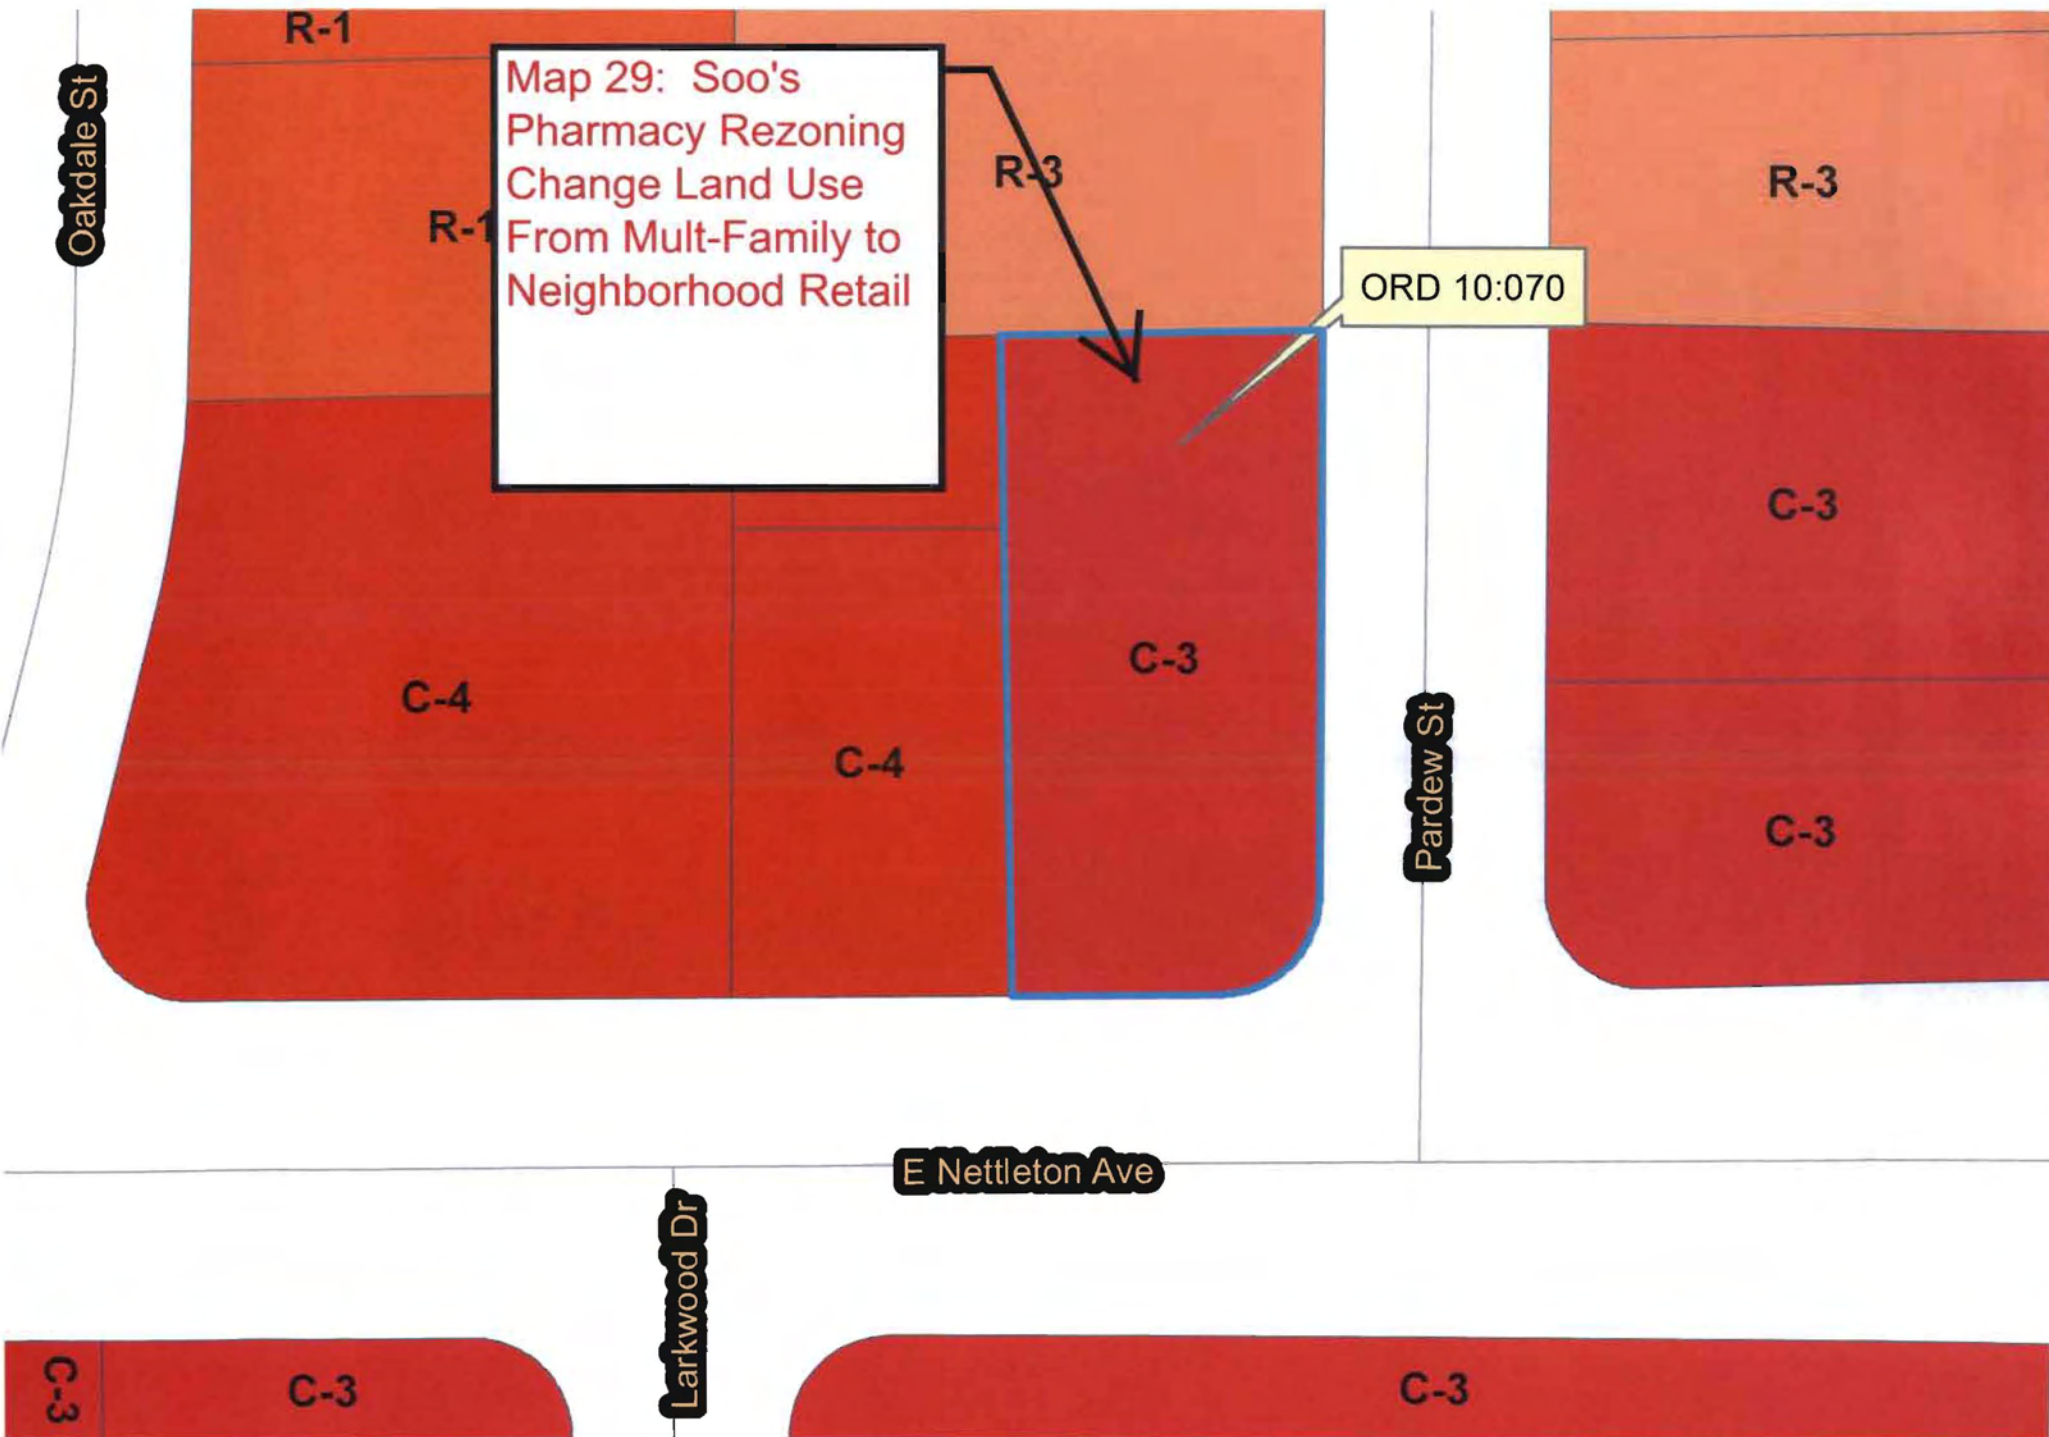 R-1
Oakdale St
Map 29: Soo's
Pharmacy Rezoning
Change Land Use
From Mult-Family to
Neighborhood Retail
R-1
R-3
R-3
ORD 10:070
C-3
C-3
C-4
C-4
Pardew St
C-3
E Nettleton Ave
Larkwood Dr
C-3
C-3
C-3